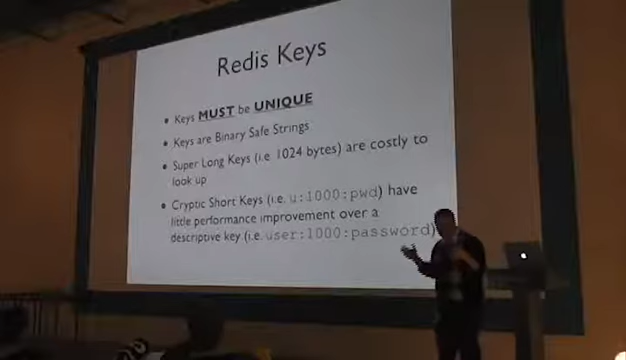 Redis Keys
• Keys MUST be UNIQUE
• Keys are Binary Safe Strings
• Super Long Keys (i.e 1024 bytes) are costly to
look up
• Cryptic Short Keys (i.e. u:1000:pwd) have
little performance improvement over a
descriptive key (i.e. user:1000:password)